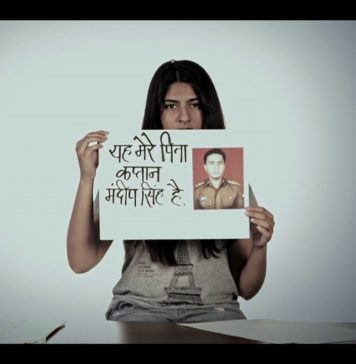 यह मेरे पिता
कप्तान
मंदीप सिंह है.